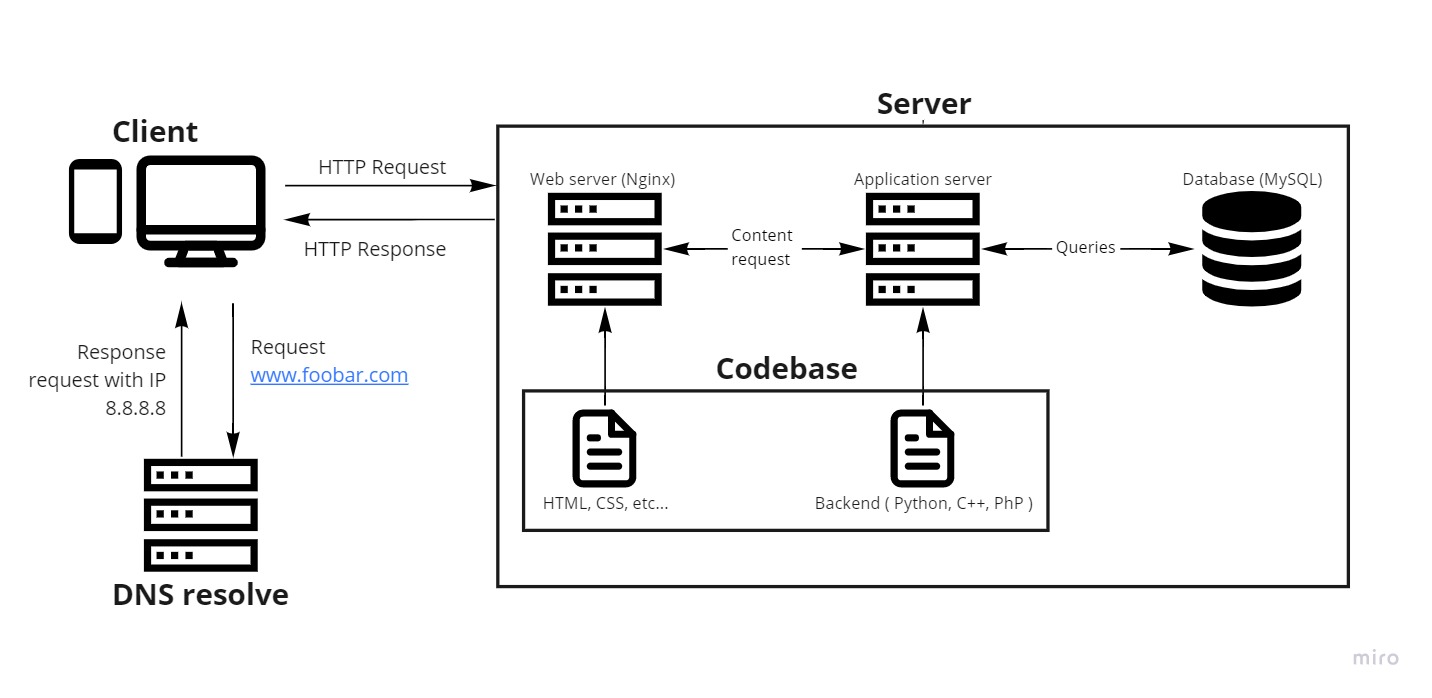 Server
Client
HTTP Request
HTTP Response
Web server (Nginx)
Application server
Database (MySQL)
Content
request
Queries
Response
request with IP
8.8.8.8
Request
www.foobar.com
Codebase
HTML, CSS, etc...
Backend ( Python, C++, PhP )
DNS resolve
miro